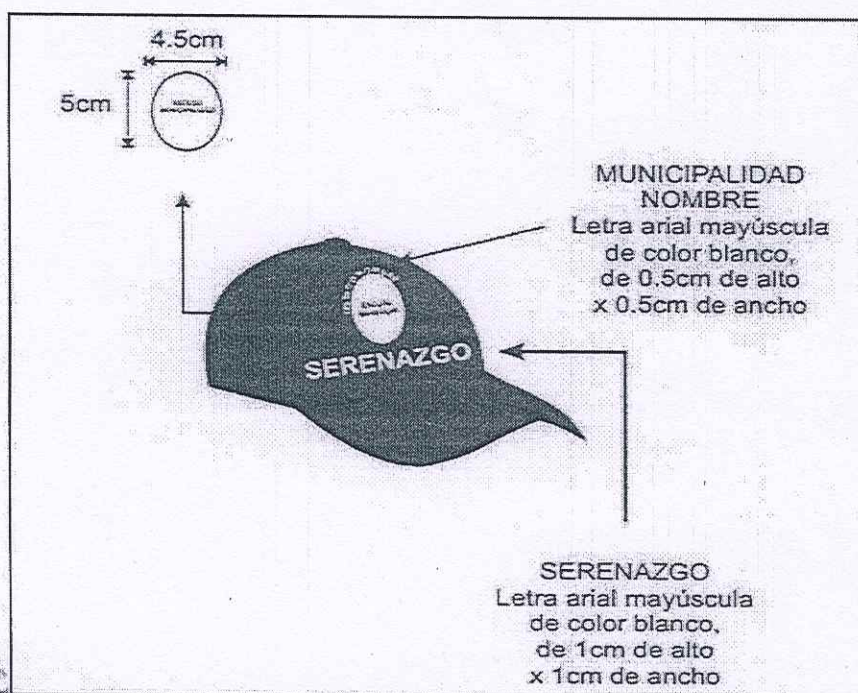 4.5cm
5cm
MUNICIPALIDAD
NOMBRE
Letra arial mayúscula
de color blanco,
de 0.5cm de alto
x 0.5cm de ancho
SERENAZGO
SERENAZGO
Letra arial mayúscula
de color blanco,
de 1cm de alto
x 1cm de ancho